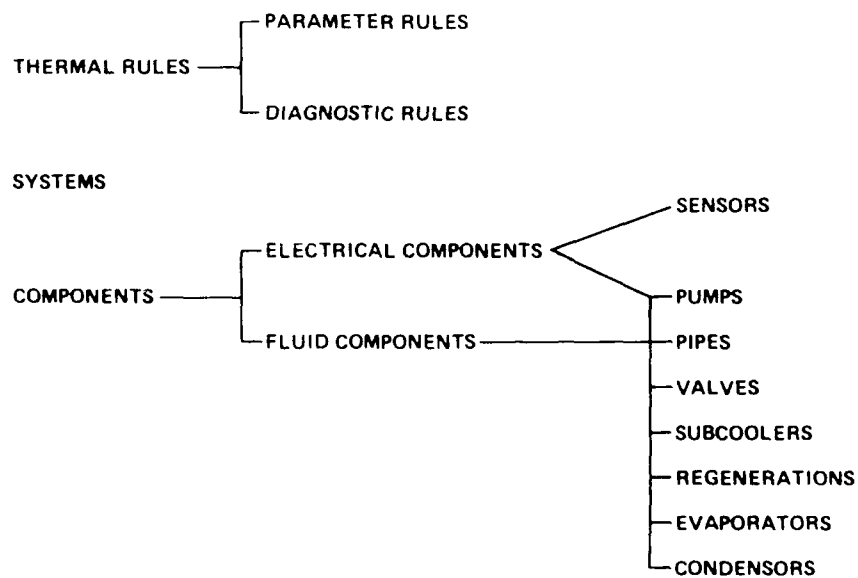 PARAMETER RULES
THERMAL RULES
DIAGNOSTIC RULES
SYSTEMS
SENSORS
ELECTRICAL COMPONENTS
COMPONENTS
PUMPS
FLUID COMPONENTS
PIPES
VALVES
SUBCOOLERS
REGENERATIONS
EVAPORATORS
CONDENSORS